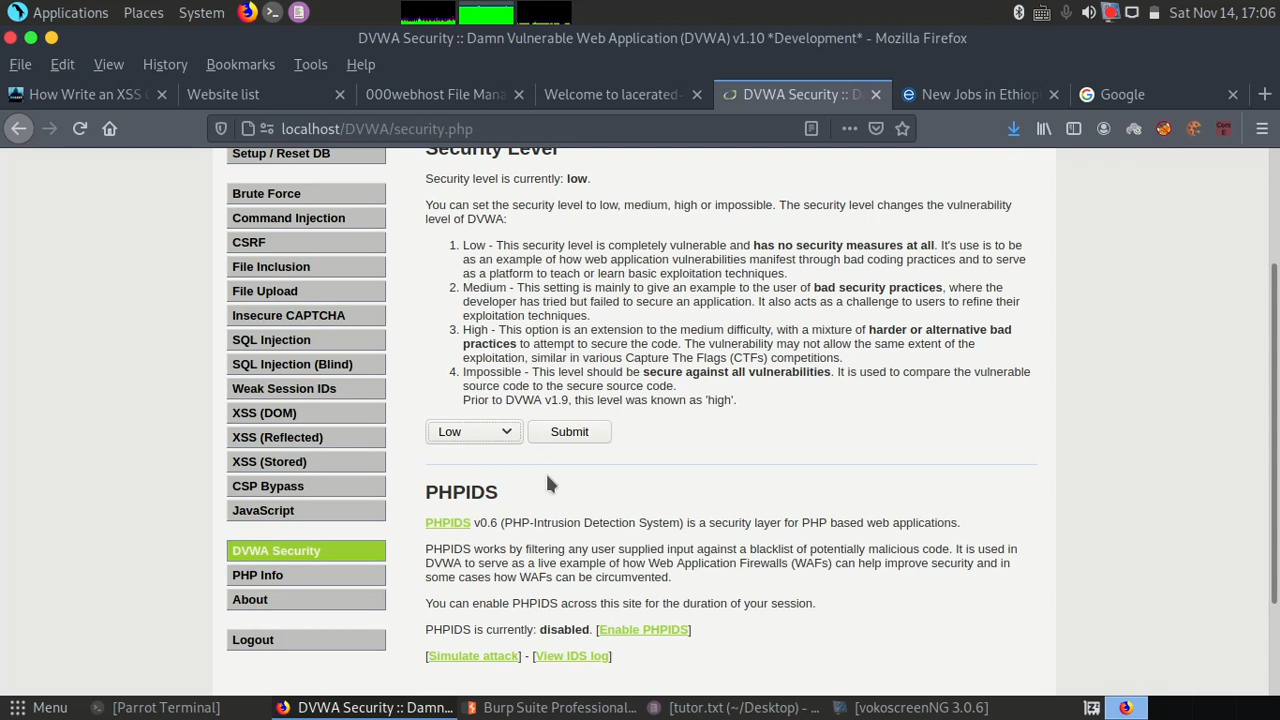 Applications Places System Sat Nov 14, 17:06
DVWA Security :: Damn Vulnerable Web Application (DVWA) v1.10 *Development* - Mozilla Firefox
File Edit View History Bookmarks Tools Help
How Write an XSS Website list 000webhost File Mana Welcome to lacerated- DVWA Security :: D New Jobs in Ethiop Google
localhost/DVWA/security.php
Setup / Reset DB
Brute Force
Command Injection
CSRF
File Inclusion
File Upload
Insecure CAPTCHA
SQL Injection
SQL Injection (Blind)
Weak Session IDs
XSS (DOM)
XSS (Reflected)
XSS (Stored)
CSP Bypass
JavaScript
DVWA Security
PHP Info
About
Logout
Security Level
Security level is currently: low.
You can set the security level to low, medium, high or impossible. The security level changes the vulnerability
level of DVWA:
1. Low - This security level is completely vulnerable and has no security measures at all. It's use is to be
as an example of how web application vulnerabilities manifest through bad coding practices and to serve
as a platform to teach or learn basic exploitation techniques.
2. Medium - This setting is mainly to give an example to the user of bad security practices, where the
developer has tried but failed to secure an application. It also acts as a challenge to users to refine their
exploitation techniques.
3. High - This option is an extension to the medium difficulty, with a mixture of harder or alternative bad
practices to attempt to secure the code. The vulnerability may not allow the same extent of the
exploitation, similar in various Capture The Flags (CTFs) competitions.
4. Impossible - This level should be secure against all vulnerabilities. It is used to compare the vulnerable
source code to the secure source code.
Prior to DVWA v1.9, this level was known as 'high'.
Low Submit
PHPIDS
PHPIDS v0.6 (PHP-Intrusion Detection System) is a security layer for PHP based web applications.
PHPIDS works by filtering any user supplied input against a blacklist of potentially malicious code. It is used in
DVWA to serve as a live example of how Web Application Firewalls (WAFs) can help improve security and in
some cases how WAFs can be circumvented.
You can enable PHPIDS across this site for the duration of your session.
PHPIDS is currently: disabled. [Enable PHPIDS]
[Simulate attack] - [View IDS log]
Menu [Parrot Terminal] DVWA Security :: Damn... Burp Suite Professional... [tutor.txt (~/Desktop) - ... [vokoscreenNG 3.0.6]